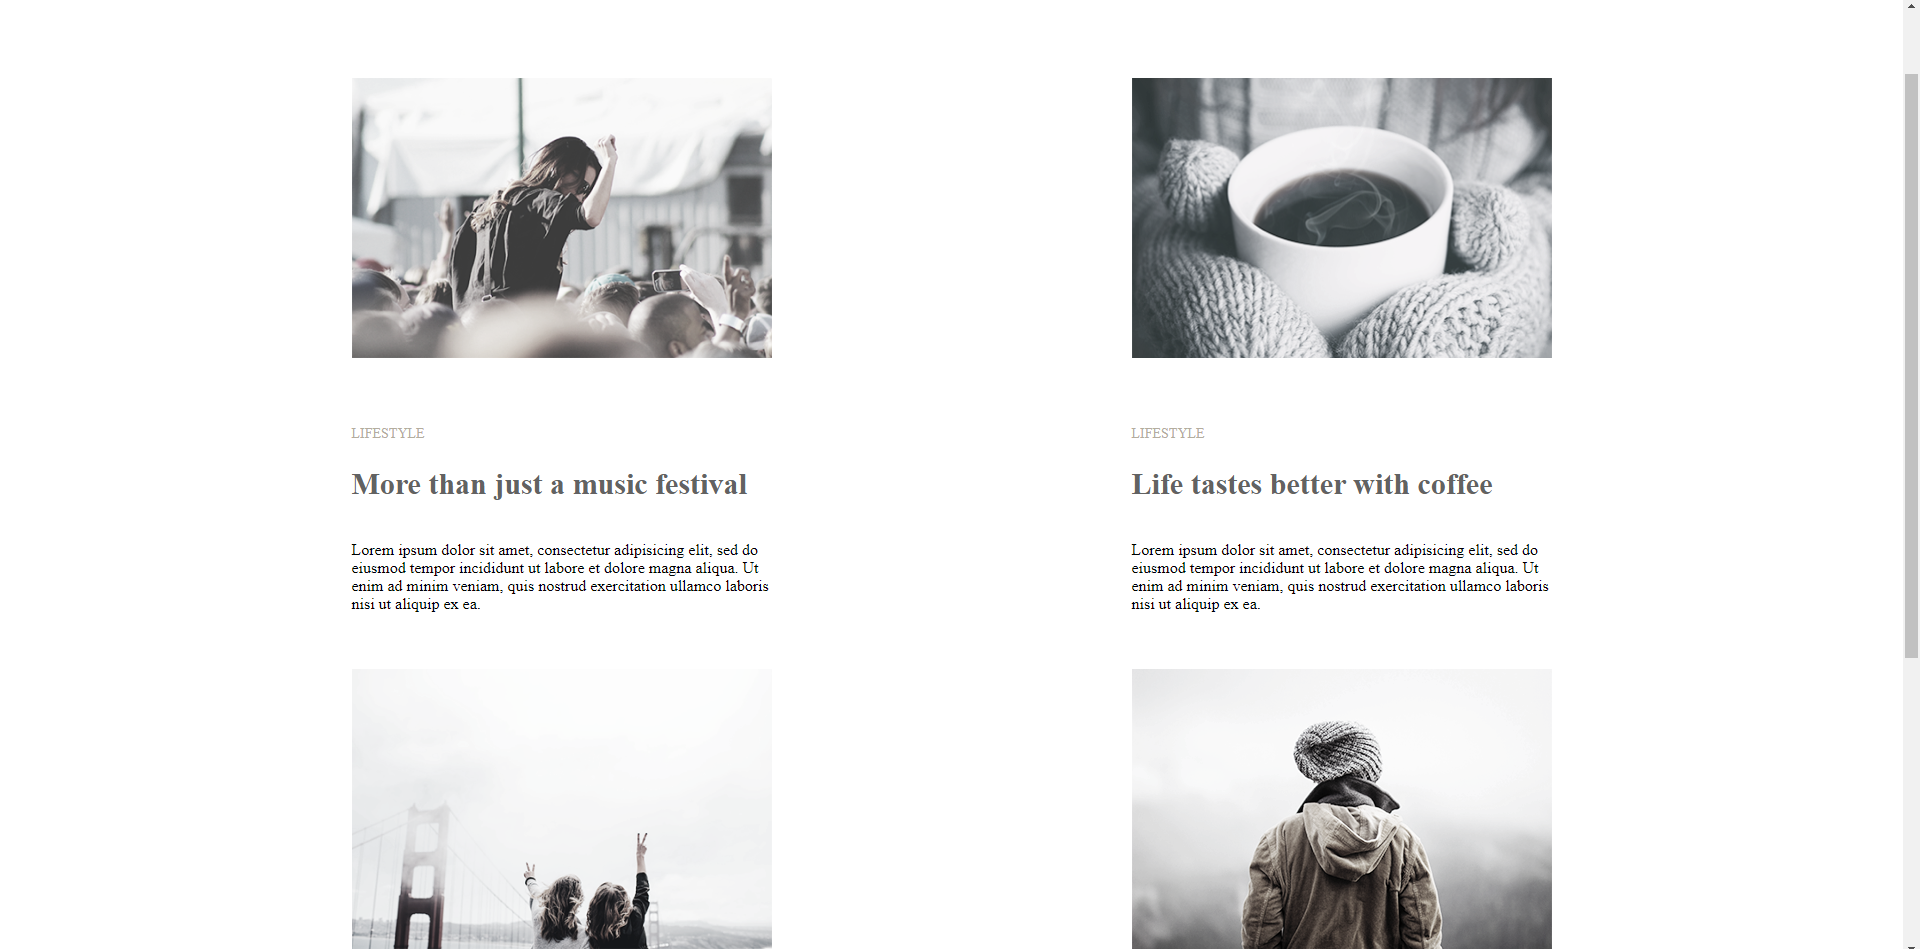 LIFESTYLE
More than just a music festival
Lorem ipsum dolor sit amet, consectetur adipisicing elit, sed do
eiusmod tempor incididunt ut labore et dolore magna aliqua. Ut
enim ad minim veniam, quis nostrud exercitation ullamco laboris
nisi ut aliquip ex ea.
LIFESTYLE
Life tastes better with coffee
Lorem ipsum dolor sit amet, consectetur adipisicing elit, sed do
eiusmod tempor incididunt ut labore et dolore magna aliqua. Ut
enim ad minim veniam, quis nostrud exercitation ullamco laboris
nisi ut aliquip ex ea.